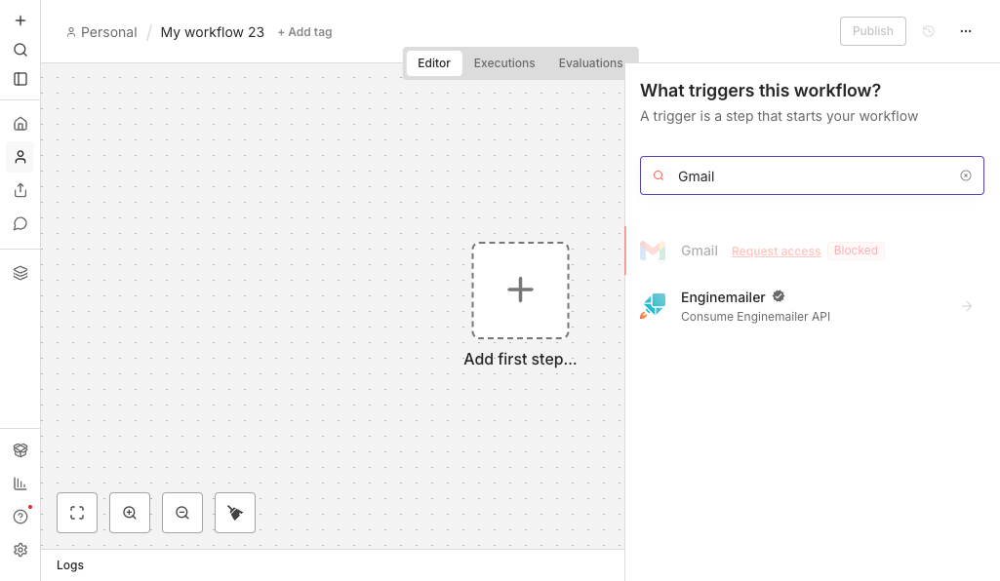 Personal / My workflow 23 + Add tag
Publish
Editor Executions Evaluations
What triggers this workflow?
A trigger is a step that starts your workflow
Gmail
Gmail Request access Blocked
Enginemailer
Consume Enginemailer API
Add first step...
Logs